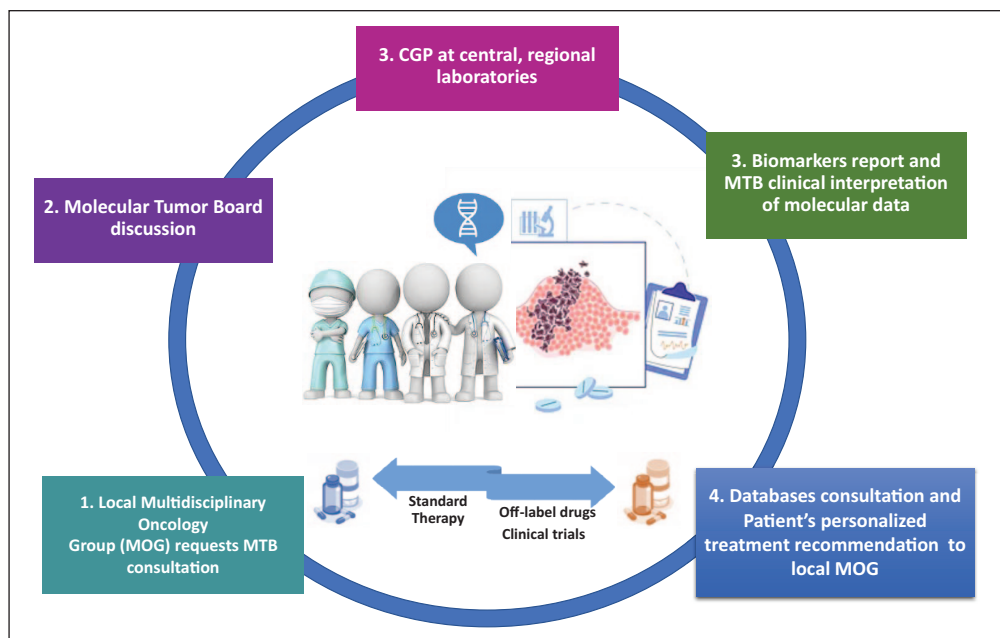 3. CGP at central, regional
laboratories
2. Molecular Tumor Board
discussion
3. Biomarkers report and
MTB clinical interpretation
of molecular data
1. Local Multidisciplinary
Oncology
Group (MOG) requests MTB
consultation
Standard
Therapy
Off-label drugs
Clinical trials
4. Databases consultation and
Patient's personalized
treatment recommendation to
local MOG